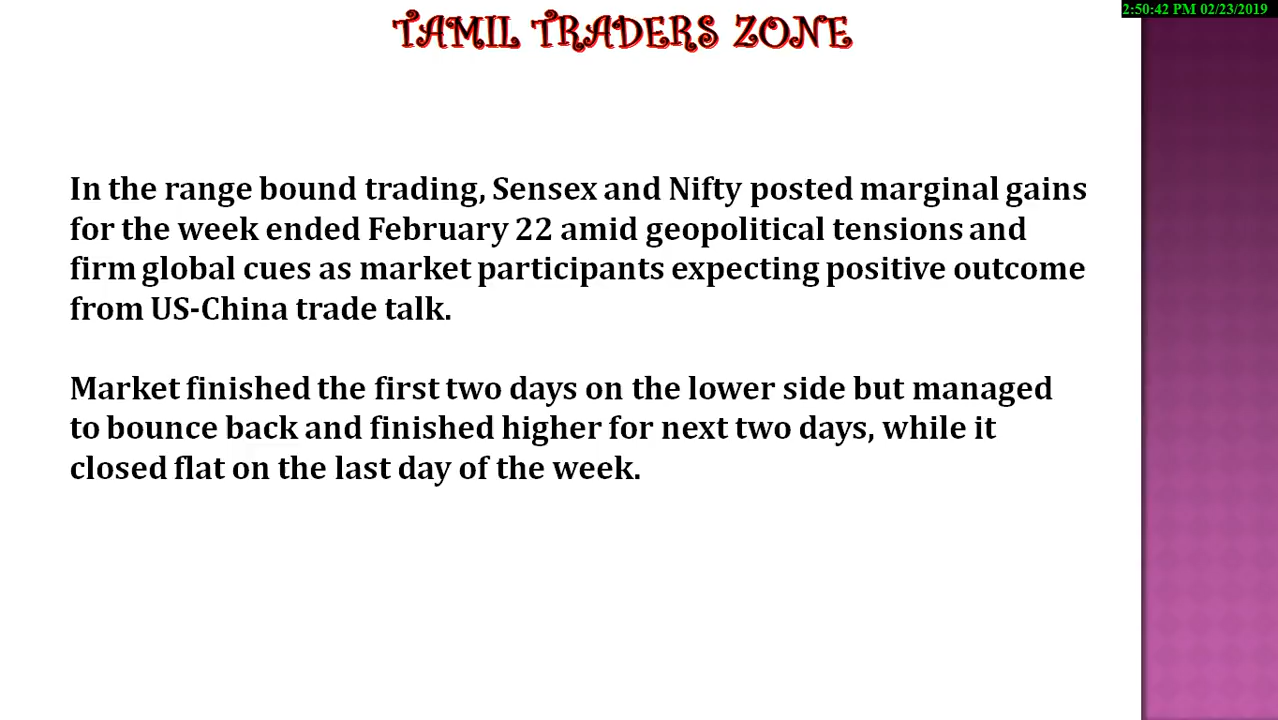 2:50:42 PM 02/23/2019
TAMIL TRADERS ZONE
In the range bound trading, Sensex and Nifty posted marginal gains
for the week ended February 22 amid geopolitical tensions and
firm global cues as market participants expecting positive outcome
from US-China trade talk.
Market finished the first two days on the lower side but managed
to bounce back and finished higher for next two days, while it
closed flat on the last day of the week.